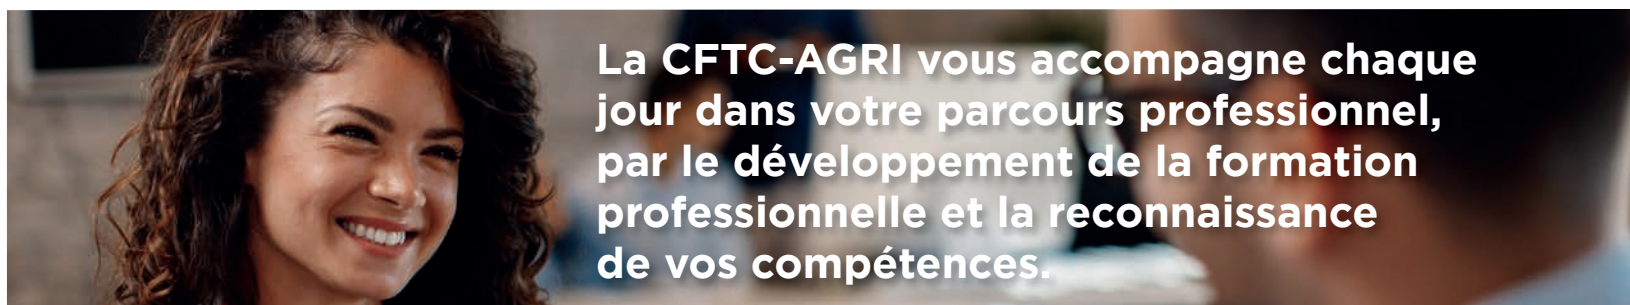 La CFTC-AGRI vous accompagne chaque
jour dans votre parcours professionnel,
par le développement de la formation
professionnelle et la reconnaissance
de vos compétences.